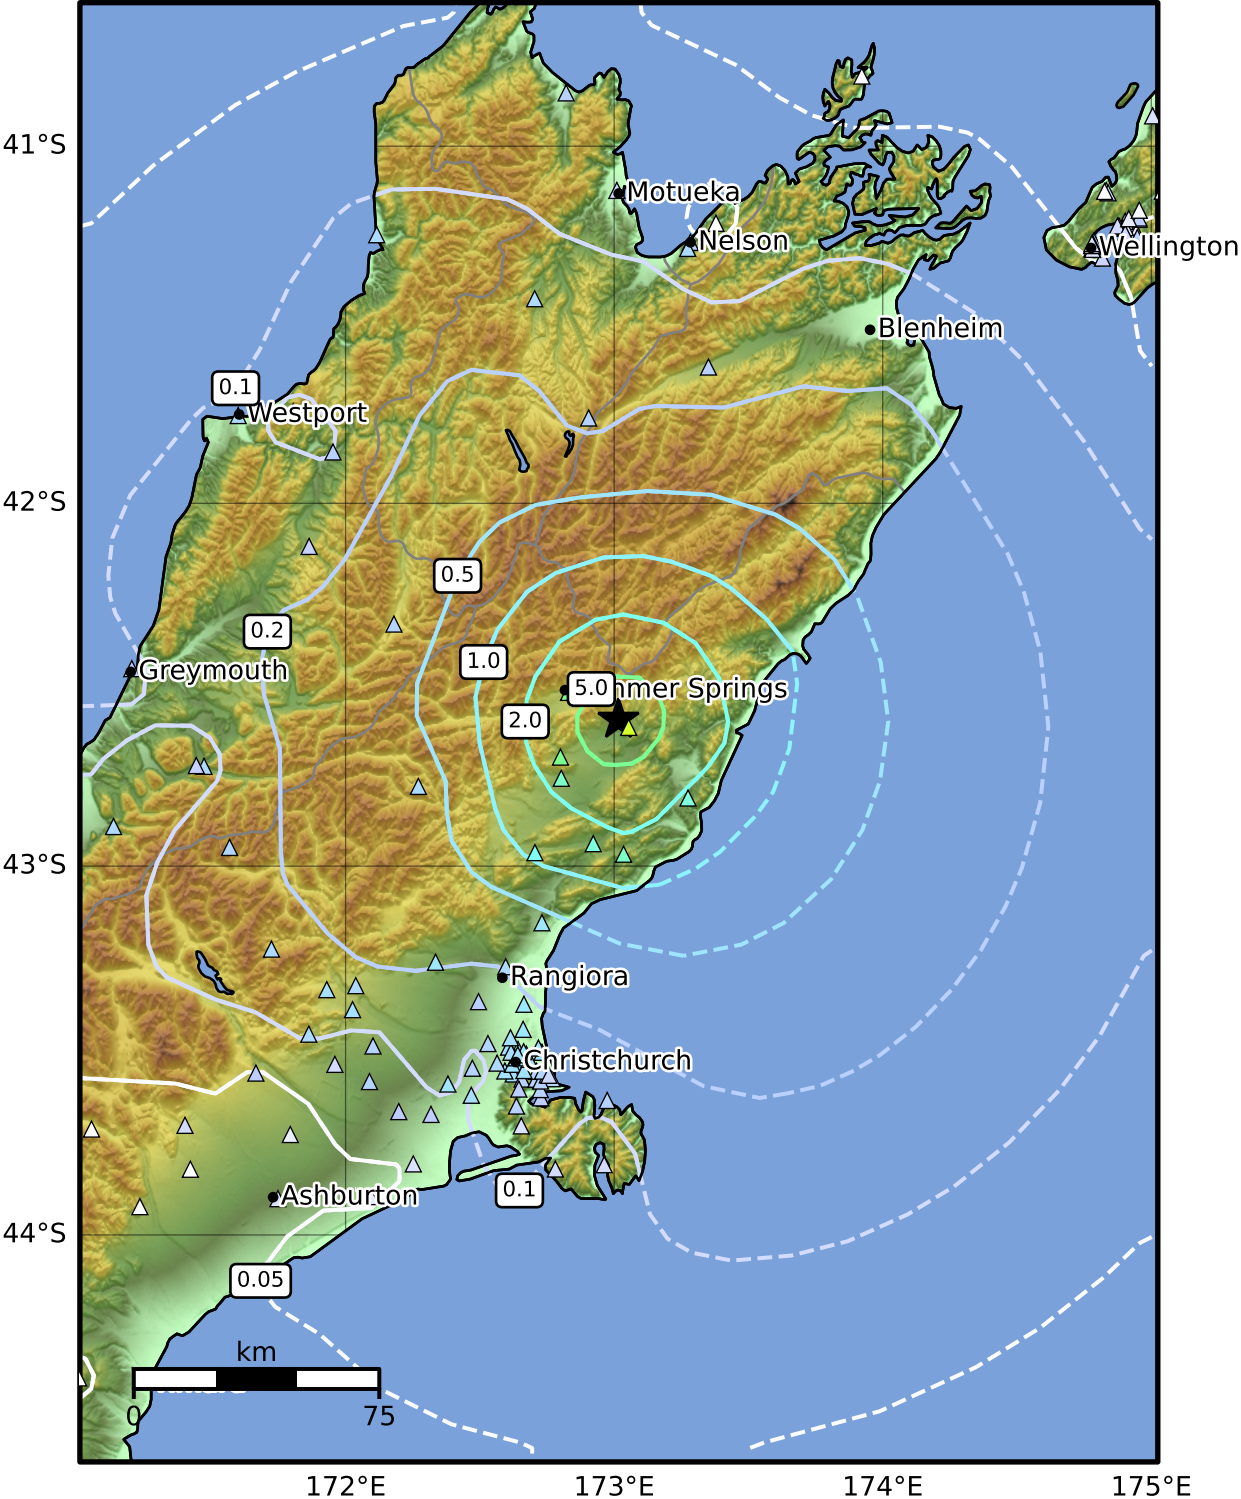 41°S
Motueka
Nelson
Wellington
Blenheim
0.1
Westport
42°S
0.5
0.2
1.0
Greymouth
5.0
nmer Springs
2.0
43°S
Rangiora
Christchurch
0.1
Ashburton
44°S
0.05
km
0
75
172°E
173°E
174°E
175°E